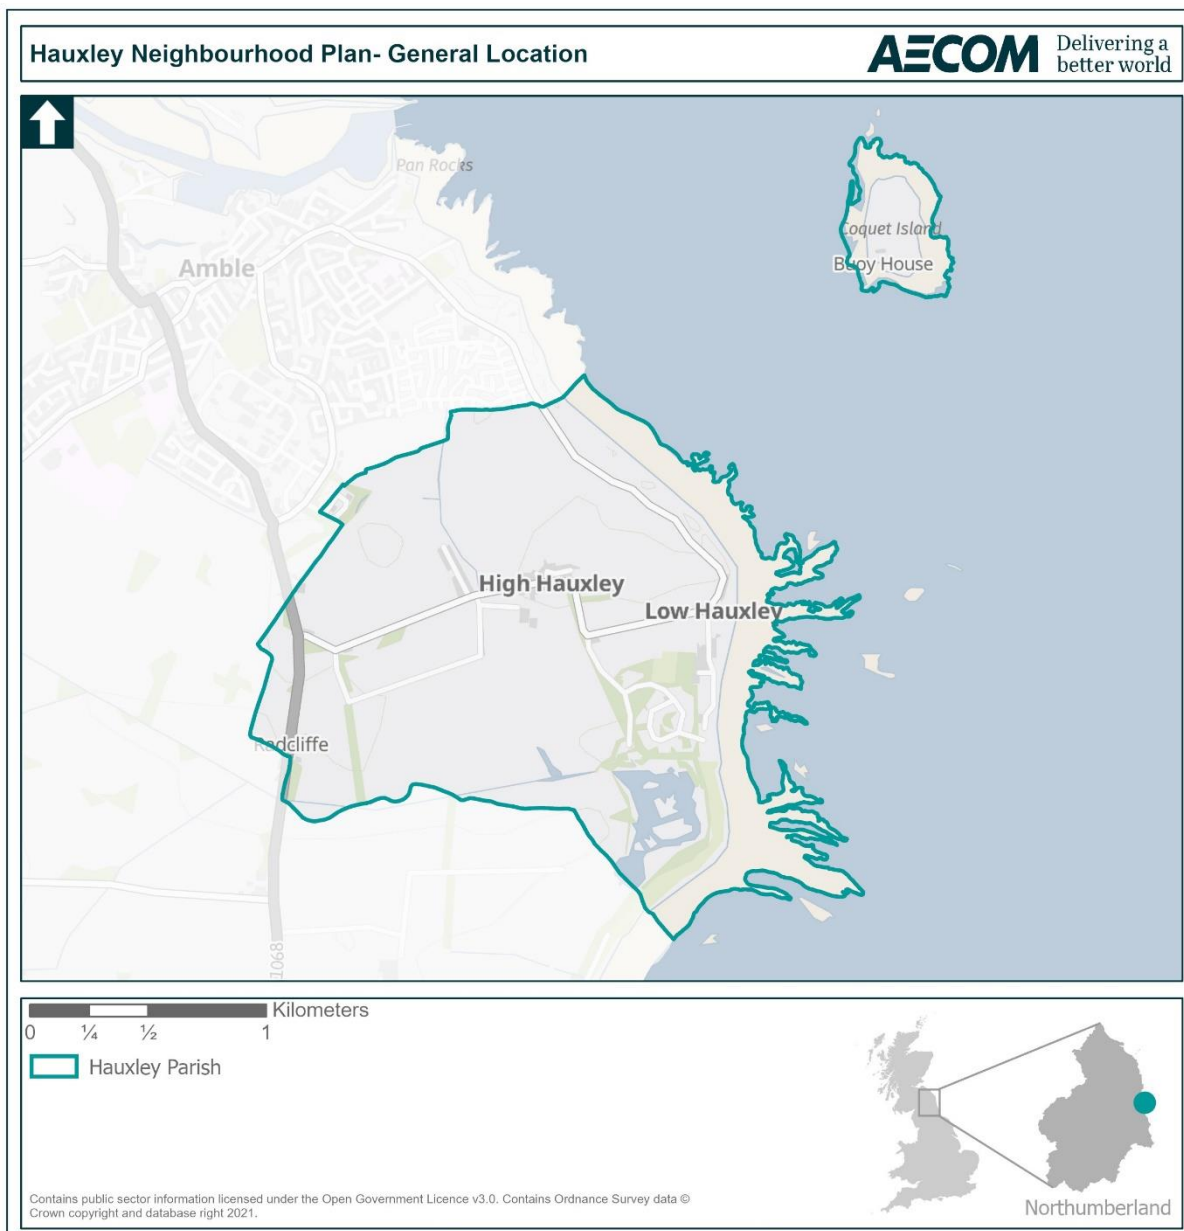 Hauxley Neighbourhood Plan- General Location
AECOM
Delivering a
better world
Pan Rocks
Amble
Coquet Island
Buoy House
High Hauxley
Low Hauxley
Radcliffe
1068
Kilometers
0 ¼ ½ 1
Hauxley Parish
Northumberland
Contains public sector information licensed under the Open Government Licence v3.0. Contains Ordnance Survey data ©
Crown copyright and database right 2021.